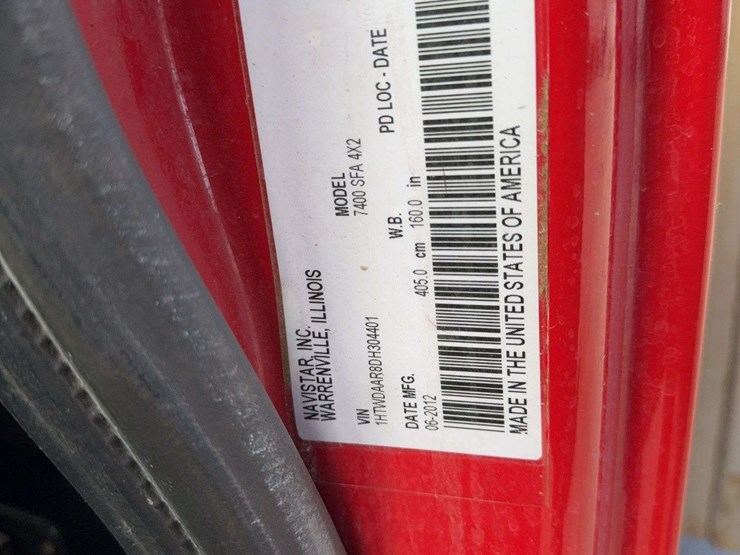 NAVISTAR, INC.
WARRENVILLE, ILLINOIS
VIN
1HTWDAAR8DH304401
MODEL
7400 SFA 4X2
DATE MFG.
06-2012
W.B.
405.0 cm 160.0 in
PD LOC - DATE
MADE IN THE UNITED STATES OF AMERICA